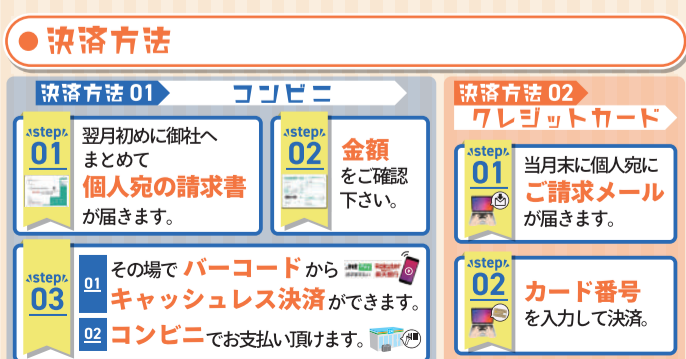 決済方法
決済方法 01
コンビニ
step
01
翌月初めに御社へ
まとめて
個人宛の請求書
が届きます。
step
02
金額
をご確認
下さい。
step
03
01
その場で バーコード から
キャッシュレス決済 ができます。
02
コンビニ でお支払い頂けます。
決済方法 02
クレジットカード
step
01
当月末に個人宛に
ご請求メール
が届きます。
step
02
カード番号
を入力して決済。